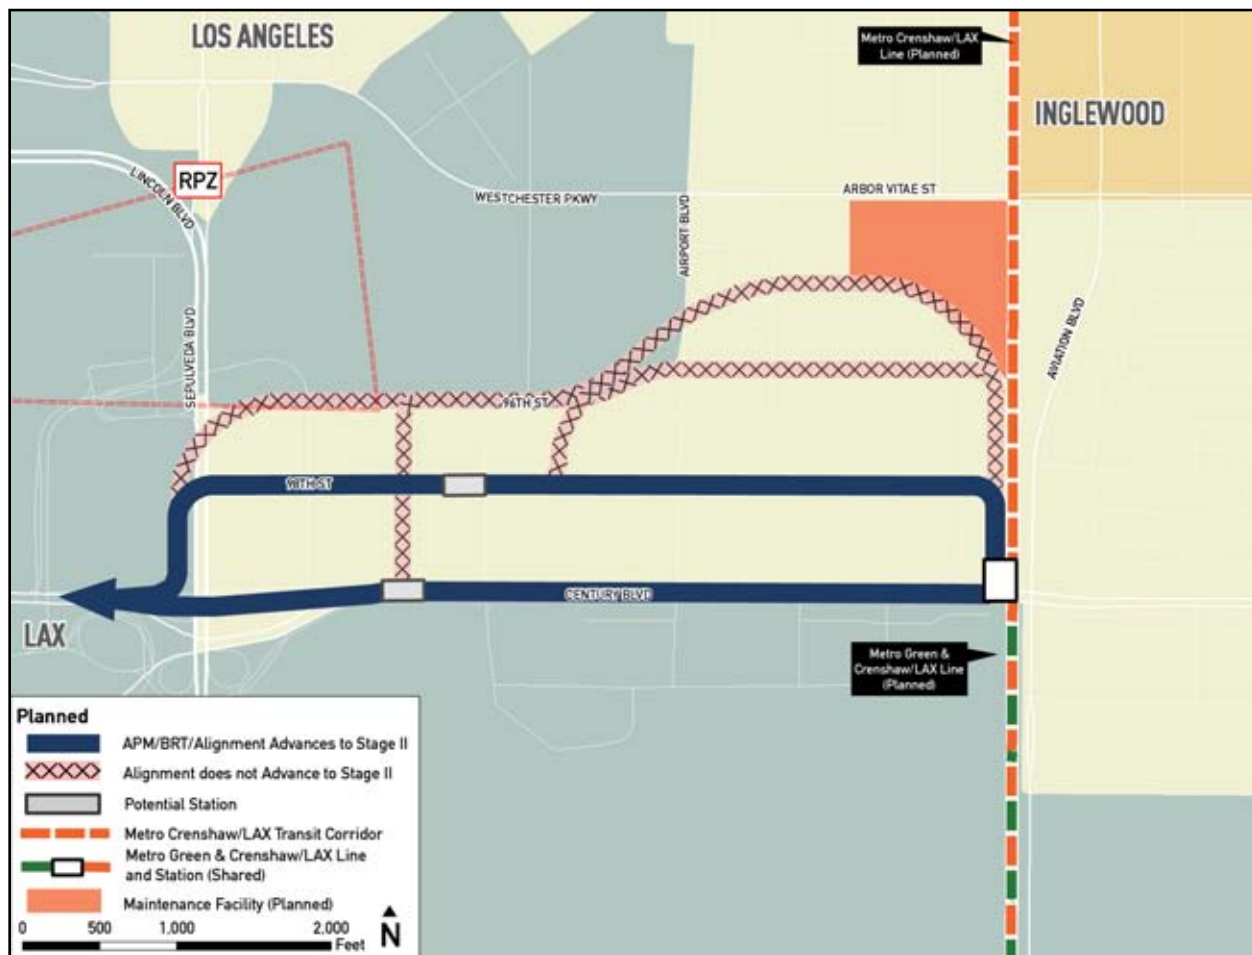 LOS ANGELES
Metro Crenshaw/LAX
Line (Planned)
INGLEWOOD
RPZ
LINCOLN BLVD
WESTCHESTER PKWY
ARBOR VITAE ST
AIRPORT BLVD
SEPULVEDA BLVD
AVIATION BLVD
96TH ST
98TH ST
CENTURY BLVD
LAX
Metro Green &
Crenshaw/LAX Line
(Planned)
Planned
APM/BRT/Alignment Advances to Stage II
Alignment does not Advance to Stage II
Potential Station
Metro Crenshaw/LAX Transit Corridor
Metro Green & Crenshaw/LAX Line
and Station (Shared)
Maintenance Facility (Planned)
0 500 1,000 2,000
Feet
N